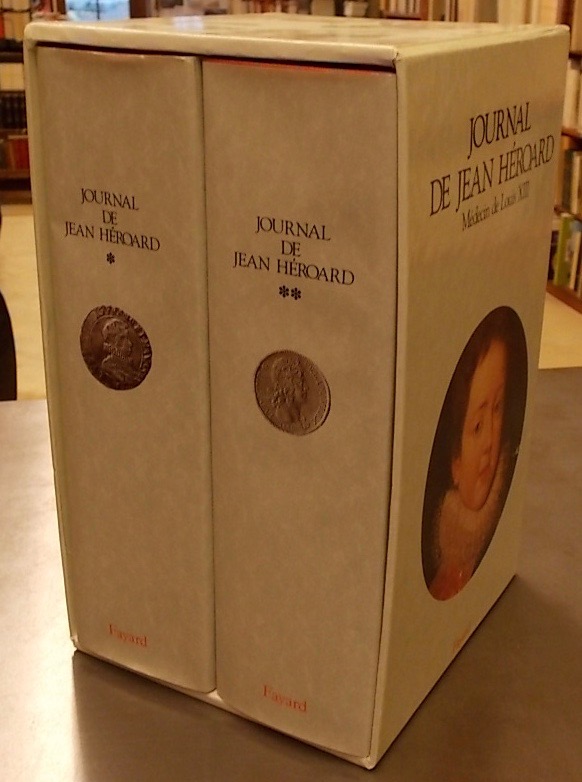 JOURNAL
DE
JEAN HÉROARD
*
Fayard
JOURNAL
DE
JEAN HÉROARD
**
Fayard
JOURNAL
DE JEAN HÉROARD
Médecin de Louis XIII